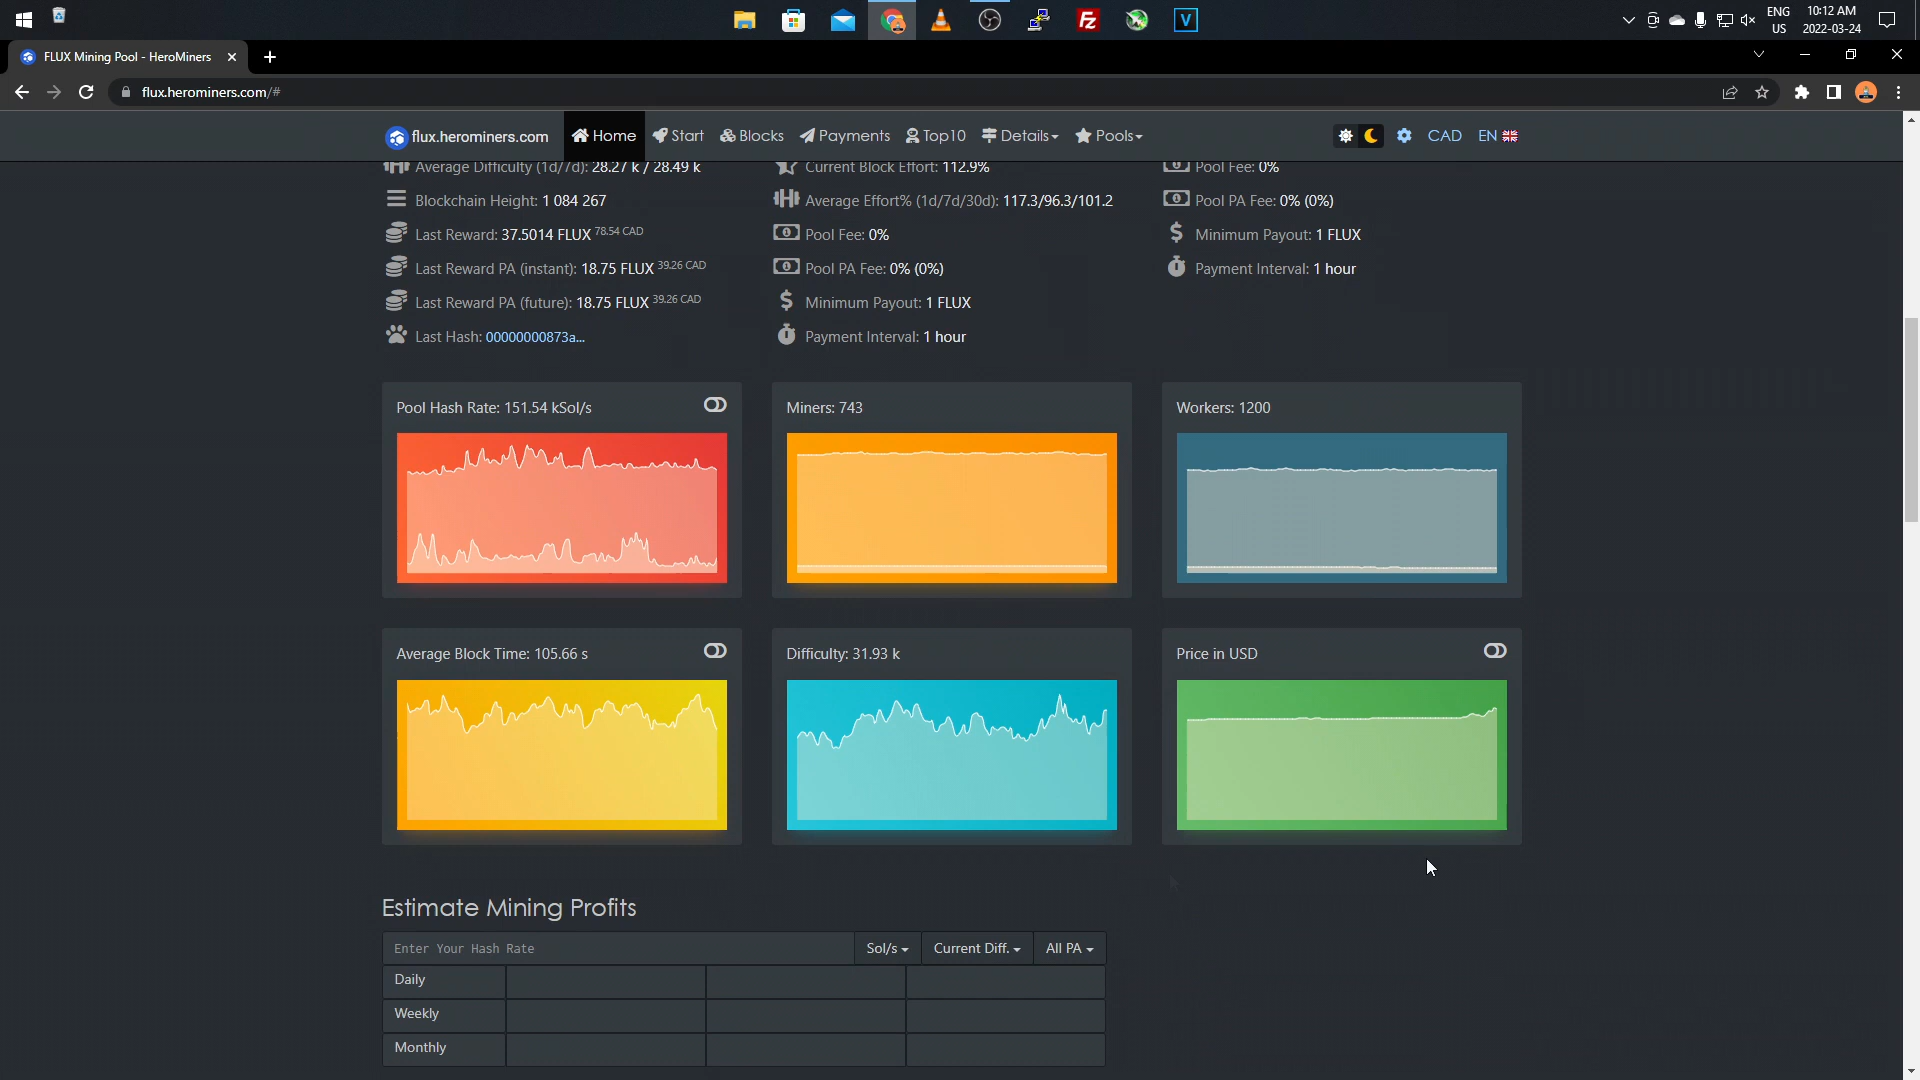 ENG
US
10:12 AM
2022-03-24
FLUX Mining Pool - HeroMiners
flux.herominers.com/#
flux.herominers.com
Home
Start
Blocks
Payments
Top10
Details
Pools
CAD
EN
Average Difficulty (1d/7d): 28.27 k / 28.49 k
Blockchain Height: 1 084 267
Last Reward: 37.5014 FLUX 78.54 CAD
Last Reward PA (instant): 18.75 FLUX 39.26 CAD
Last Reward PA (future): 18.75 FLUX 39.26 CAD
Last Hash: 00000000873a...
Current Block Effort: 112.9%
Average Effort% (1d/7d/30d): 117.3/96.3/101.2
Pool Fee: 0%
Pool PA Fee: 0% (0%)
Minimum Payout: 1 FLUX
Payment Interval: 1 hour
Pool Fee: 0%
Pool PA Fee: 0% (0%)
Minimum Payout: 1 FLUX
Payment Interval: 1 hour
Pool Hash Rate: 151.54 kSol/s
Miners: 743
Workers: 1200
Average Block Time: 105.66 s
Difficulty: 31.93 k
Price in USD
Estimate Mining Profits
Enter Your Hash Rate
Sol/s
Current Diff.
All PA
Daily
Weekly
Monthly